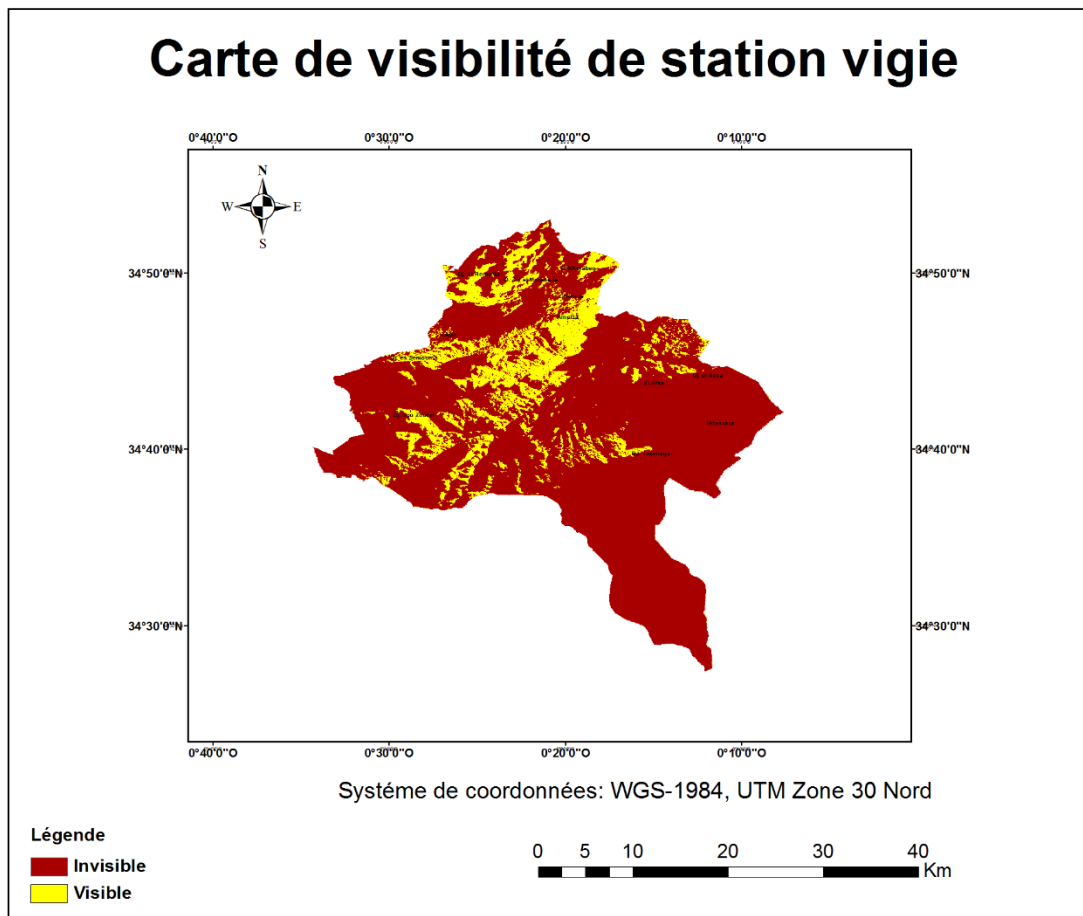 Carte de visibilité de station vigie
0°40'0"O 0°30'0"O 0°20'0"O 0°10'0"O
N
W E
S
34°50'0"N 34°50'0"N
34°40'0"N 34°40'0"N
34°30'0"N 34°30'0"N
0°40'0"O 0°30'0"O 0°20'0"O 0°10'0"O
Systéme de coordonnées: WGS-1984, UTM Zone 30 Nord
Légende
Invisible
Visible
0 5 10 20 30 40
Km